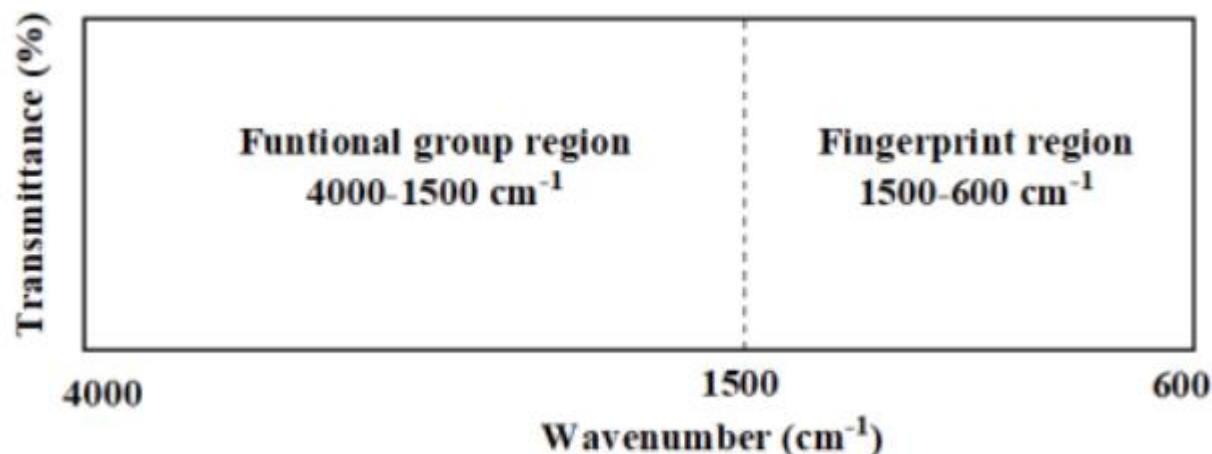 Transmittance (%)
Funtional group region
4000-1500 cm⁻¹
Fingerprint region
1500-600 cm⁻¹
4000
1500
600
Wavenumber (cm⁻¹)